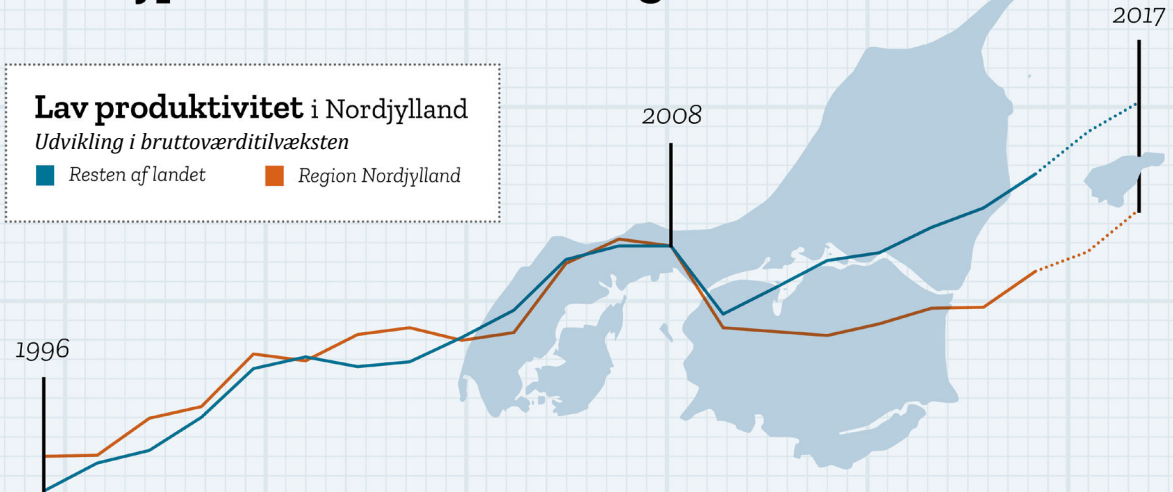 2017
Lav produktivitet i Nordjylland
Udvikling i bruttoværditilvæksten
Resten af landet
Region Nordjylland
2008
1996